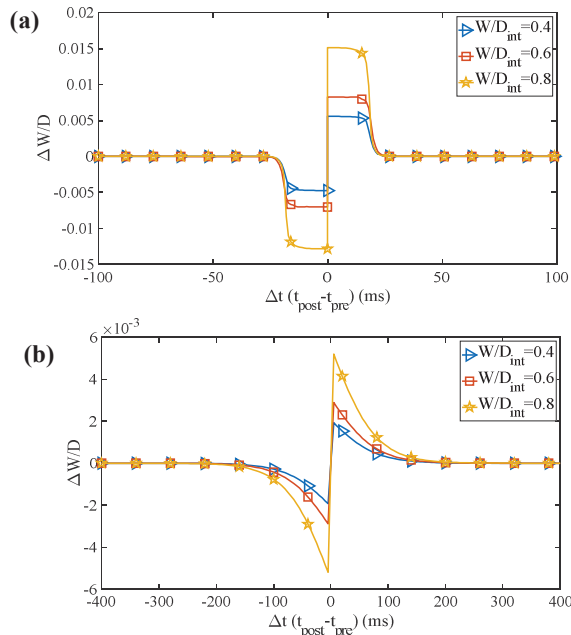 (a)
0.02
0.015
0.01
0.005
0
-0.005
-0.01
-0.015
ΔW/D
W/D_int=0.4
W/D_int=0.6
W/D_int=0.8
-100
-50
0
50
100
Δt (t_post-t_pre) (ms)
(b)
×10^-3
6
4
2
0
-2
-4
-6
ΔW/D
W/D_int=0.4
W/D_int=0.6
W/D_int=0.8
-400
-300
-200
-100
0
100
200
300
400
Δt (t_post-t_pre) (ms)